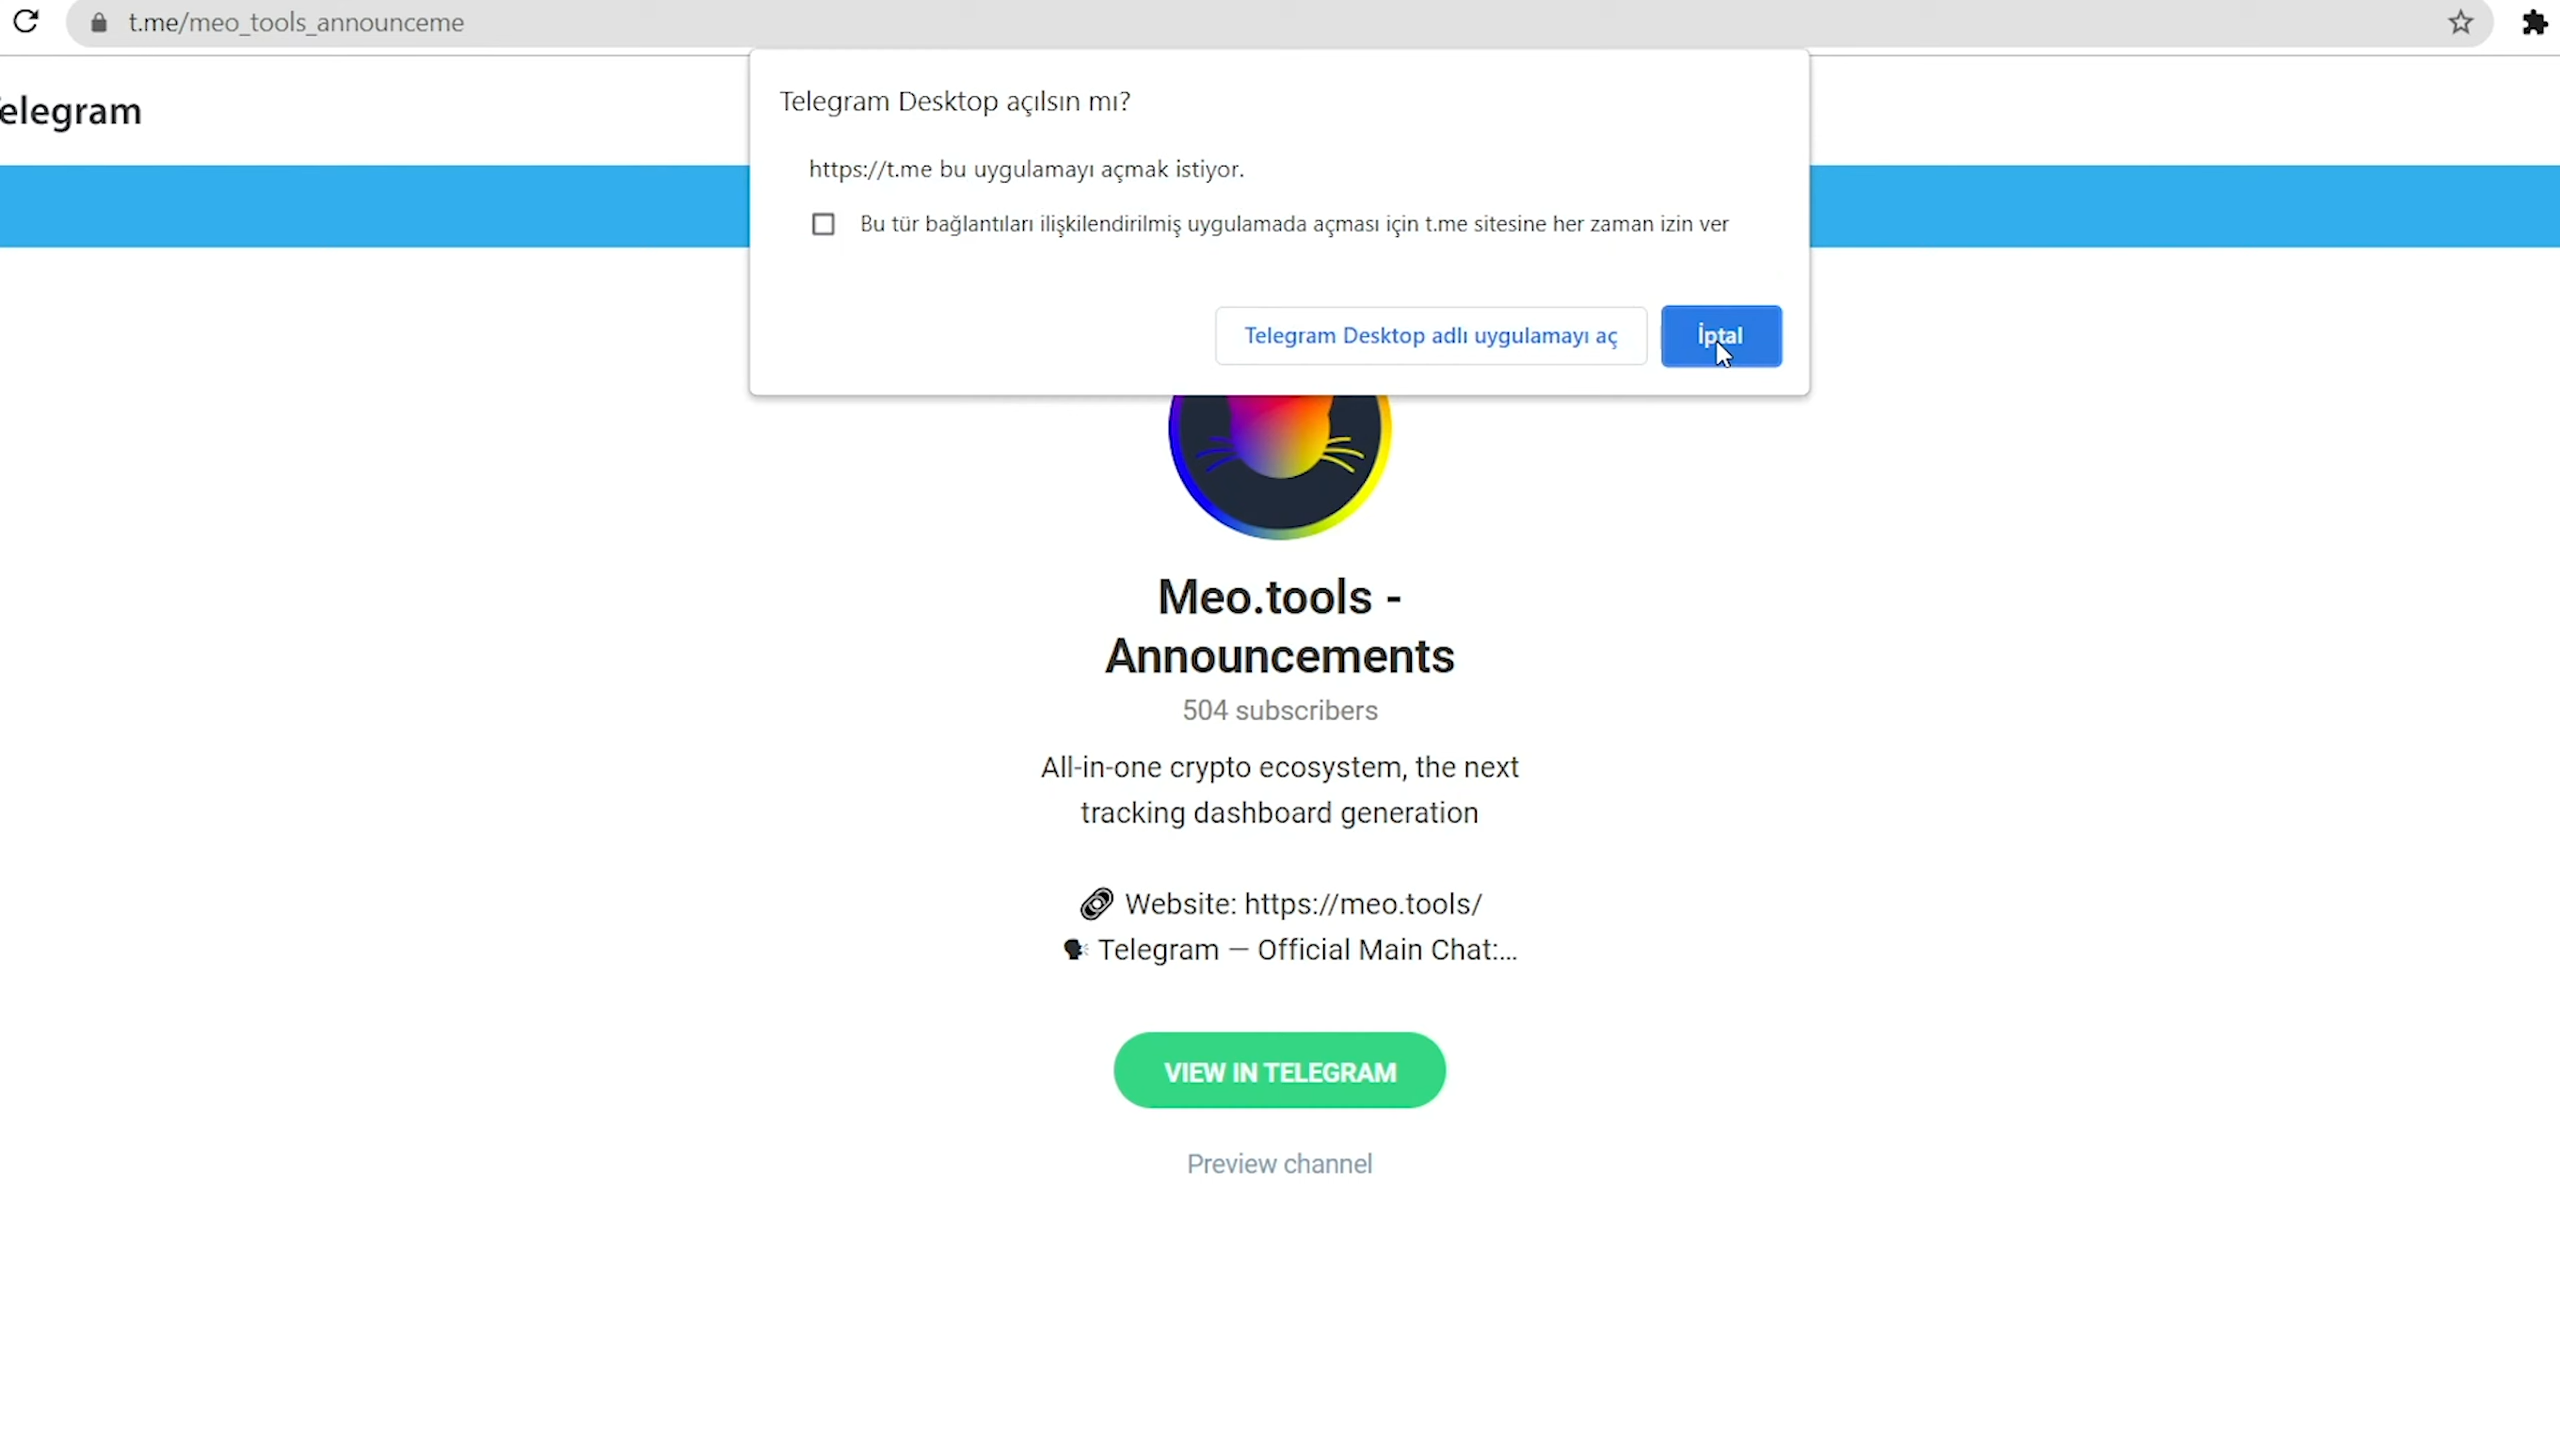 t.me/meo_tools_announceme
Telegram Desktop açılsın mı?
elegram
https://t.me bu uygulamayı açmak istiyor.
Bu tür bağlantıları ilişkilendirilmiş uygulamada açması için t.me sitesine her zaman izin ver
Telegram Desktop adlı uygulamayı aç
İptal
Meo.tools -
Announcements
504 subscribers
All-in-one crypto ecosystem, the next
tracking dashboard generation
Website: https://meo.tools/
Telegram — Official Main Chat:...
VIEW IN TELEGRAM
Preview channel